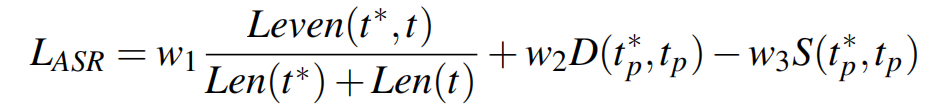 L_{ASR} = w_1 \frac{Leven(t^*,t)}{Len(t^*)+Len(t)} + w_2 D(t_p^*,t_p) - w_3 S(t_p^*,t_p)